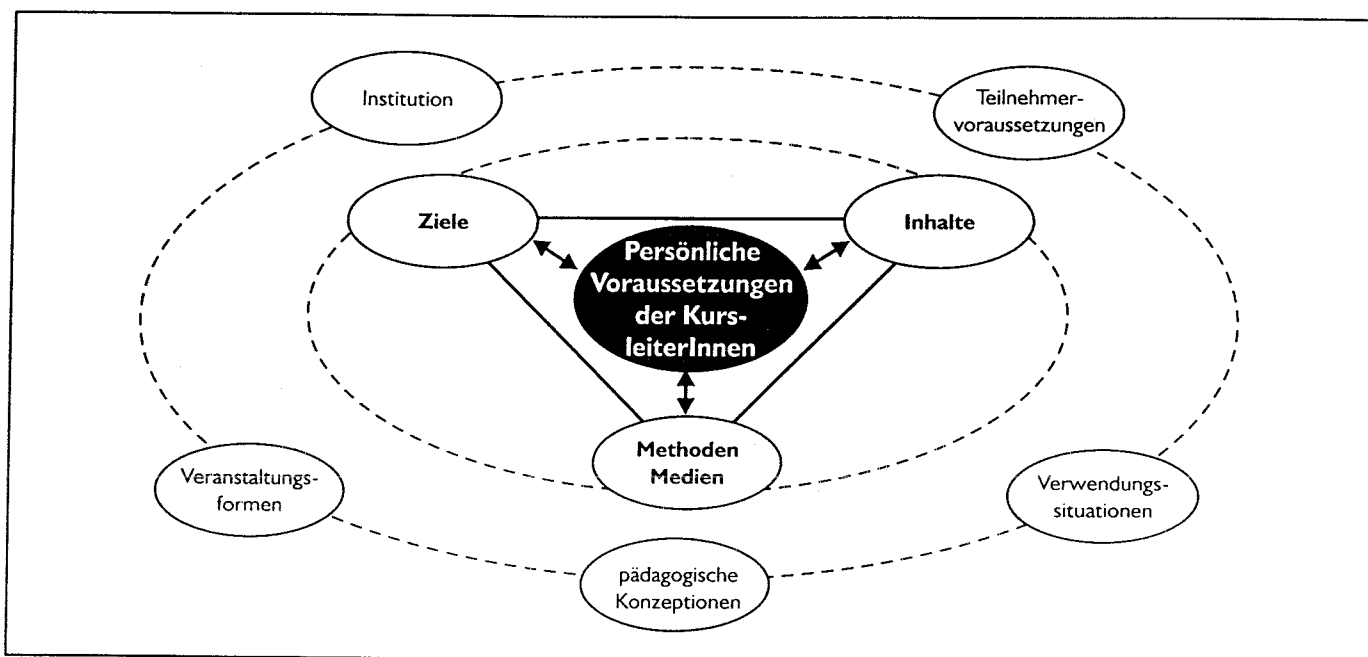 Institution
Teilnehmer-
voraussetzungen
Ziele
Inhalte
Persönliche
Voraussetzungen
der Kurs-
leiterInnen
Methoden
Medien
Veranstaltungs-
formen
Verwendungs-
situationen
pädagogische
Konzeptionen